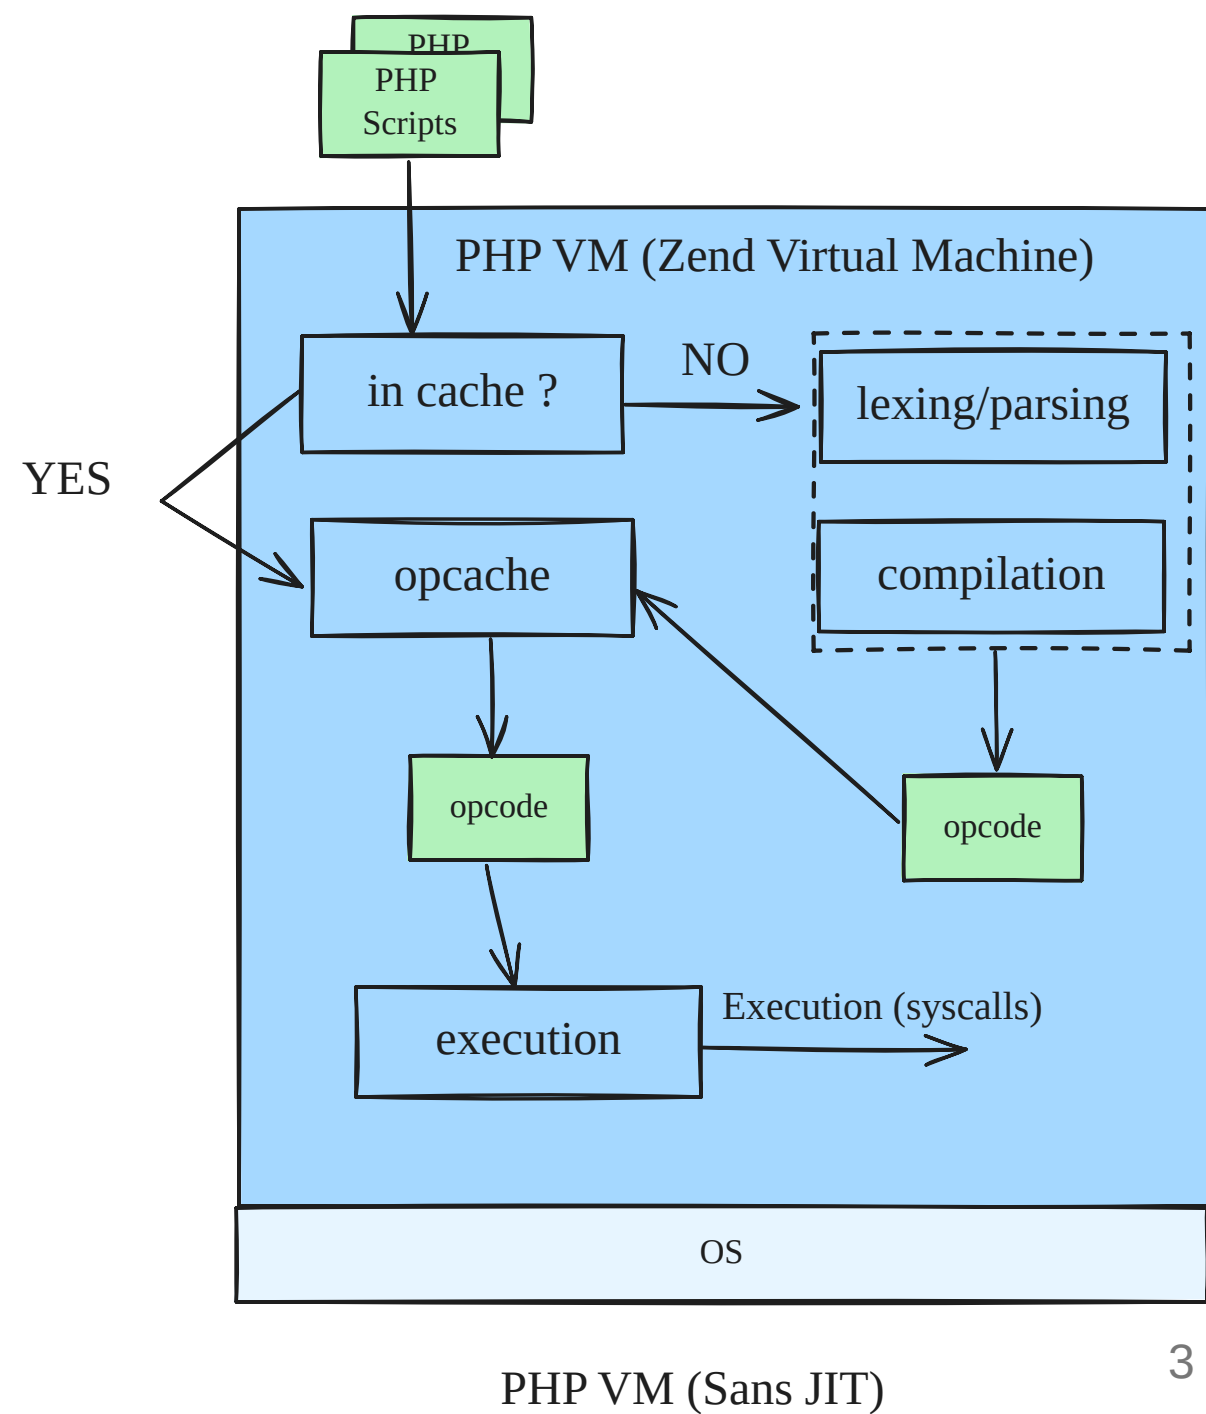 PHP
PHP
Scripts
PHP VM (Zend Virtual Machine)
in cache ?
NO
lexing/parsing
YES
opcache
compilation
opcode
opcode
execution
Execution (syscalls)
OS
PHP VM (Sans JIT)
3